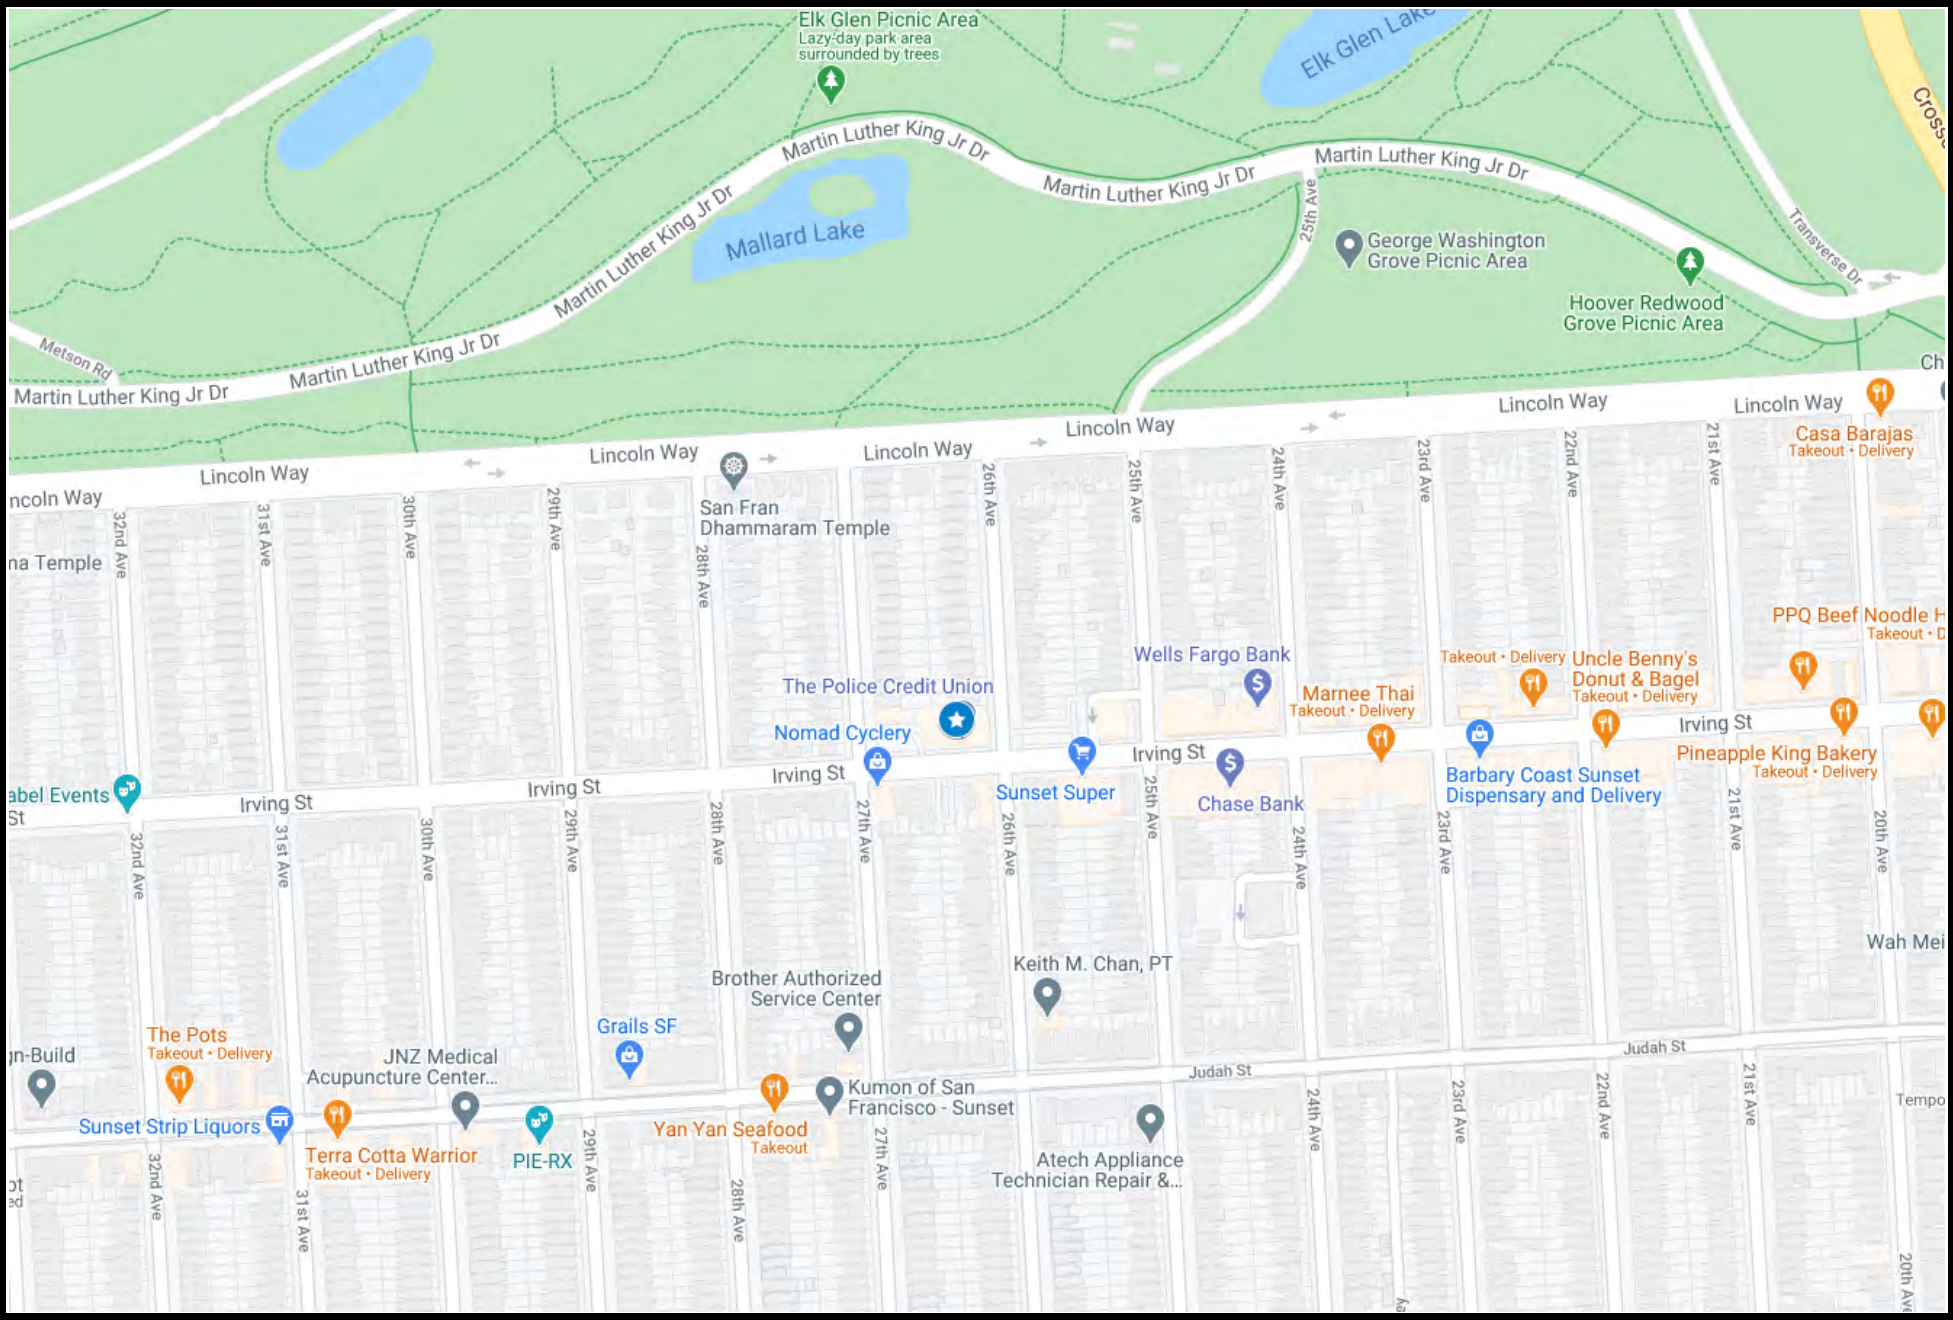 Elk Glen Picnic Area
Lazy-day park area
surrounded by trees
Elk Glen Lake
Martin Luther King Jr Dr
Martin Luther King Jr Dr
Martin Luther King Jr Dr
Martin Luther King Jr Dr
Martin Luther King Jr Dr
Mallard Lake
25th Ave
George Washington
Grove Picnic Area
Transverse Dr
Hoover Redwood
Grove Picnic Area
Metson Rd
Martin Luther King Jr Dr
Martin Luther King Jr Dr
Ch
Lincoln Way
Lincoln Way
Lincoln Way
Lincoln Way
Lincoln Way
Lincoln Way
ncoln Way
Casa Barajas
Takeout • Delivery
32nd Ave
31st Ave
30th Ave
29th Ave
28th Ave
26th Ave
25th Ave
24th Ave
23rd Ave
22nd Ave
21st Ave
San Fran
Dhammaram Temple
na Temple
PPQ Beef Noodle H
Takeout • D
Wells Fargo Bank
Takeout • Delivery
Uncle Benny's
Donut & Bagel
Takeout • Delivery
The Police Credit Union
Marnee Thai
Takeout • Delivery
Nomad Cyclery
Irving St
Irving St
Irving St
Irving St
Irving St
Pineapple King Bakery
Takeout • Delivery
Sunset Super
Chase Bank
Barbary Coast Sunset
Dispensary and Delivery
abel Events
St
32nd Ave
31st Ave
30th Ave
29th Ave
28th Ave
27th Ave
26th Ave
25th Ave
24th Ave
23rd Ave
21st Ave
20th Ave
Wah Mei
Keith M. Chan, PT
Brother Authorized
Service Center
Grails SF
The Pots
Takeout • Delivery
gn-Build
JNZ Medical
Acupuncture Center...
Judah St
Judah St
Kumon of San
Francisco - Sunset
Sunset Strip Liquors
Terra Cotta Warrior
Takeout • Delivery
PIE-RX
Yan Yan Seafood
Takeout
Atech Appliance
Technician Repair &...
Tempo
ot
ed
32nd Ave
31st Ave
29th Ave
28th Ave
27th Ave
24th Ave
23rd Ave
22nd Ave
21st Ave
20th Ave